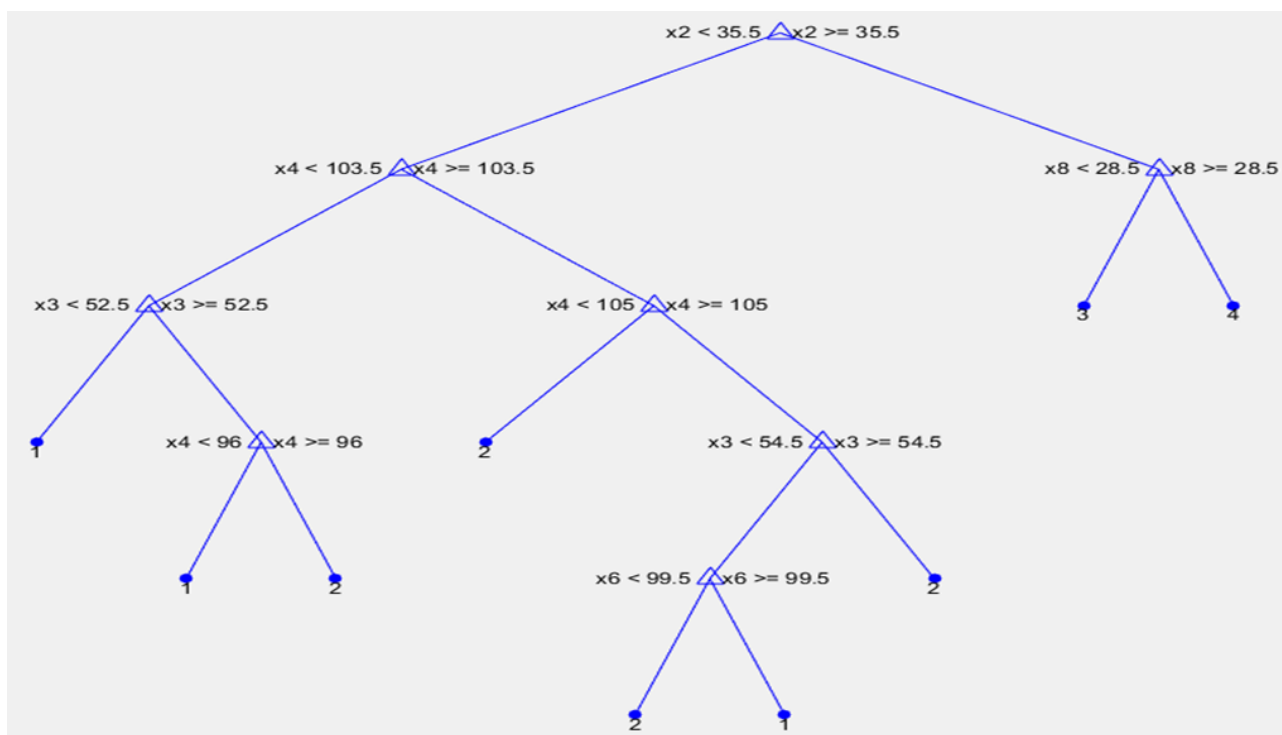 x2 < 35.5 x2 >= 35.5
x4 < 103.5 x4 >= 103.5 x8 < 28.5 x8 >= 28.5
x3 < 52.5 x3 >= 52.5 x4 < 105 x4 >= 105 3 4
1 x4 < 96 x4 >= 96 2 x3 < 54.5 x3 >= 54.5
1 2 x6 < 99.5 x6 >= 99.5 2
2 1